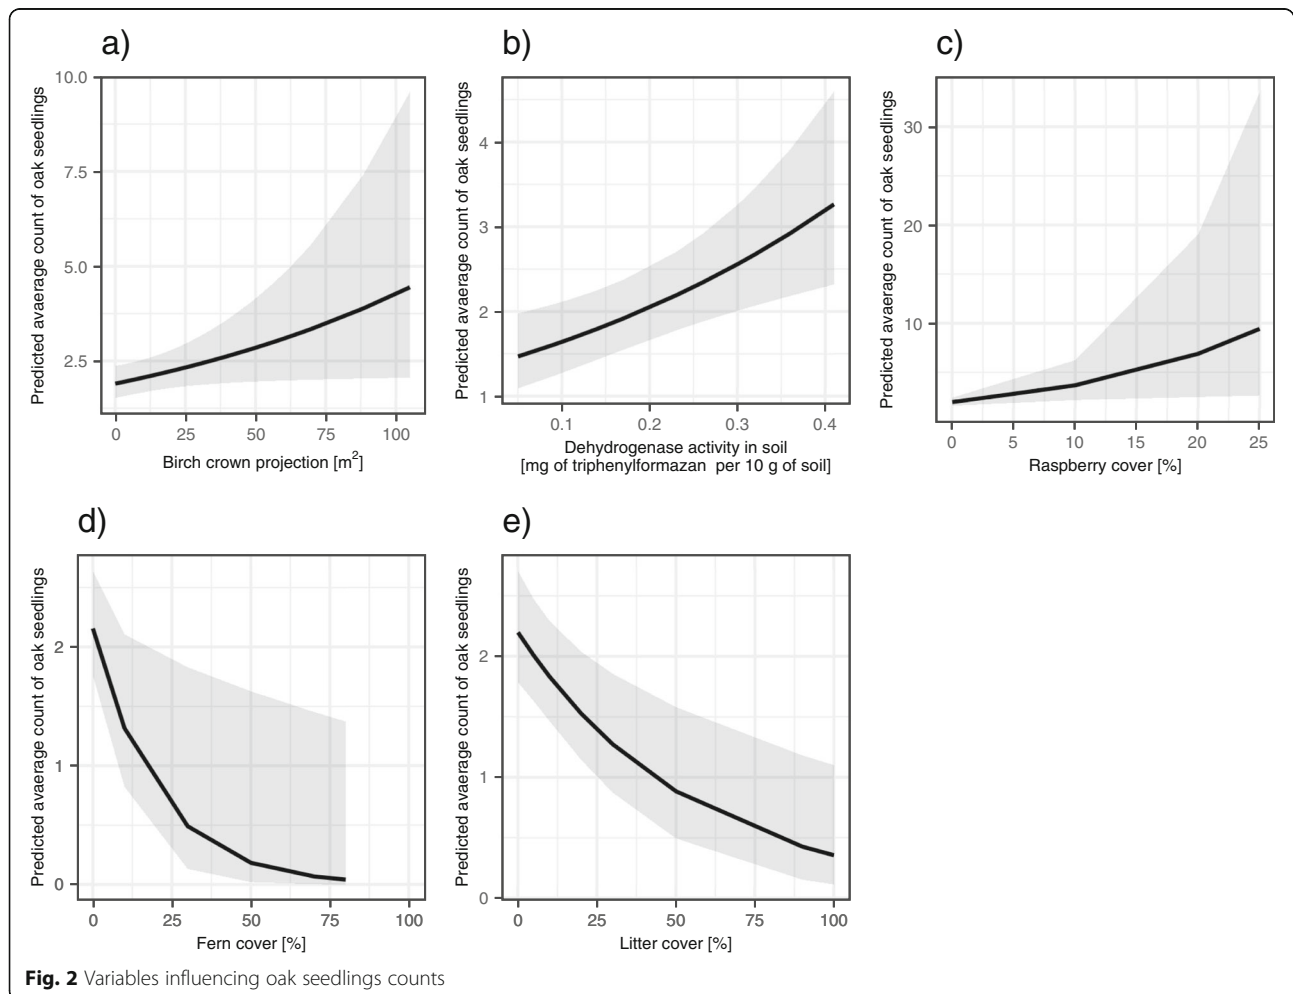 a)
Predicted avaerage count of oak seedlings
10.0
7.5
5.0
2.5
0 25 50 75 100
Birch crown projection [m2]
b)
Predicted avaerage count of oak seedlings
4
3
2
1
0.1 0.2 0.3 0.4
Dehydrogenase activity in soil
[mg of triphenylformazan per 10 g of soil]
c)
Predicted avaerage count of oak seedlings
30
20
10
0 5 10 15 20 25
Raspberry cover [%]
d)
Predicted avaerage count of oak seedlings
2
1
0
0 25 50 75 100
Fern cover [%]
e)
Predicted avaerage count of oak seedlings
2
1
0
0 25 50 75 100
Litter cover [%]
Fig. 2 Variables influencing oak seedlings counts